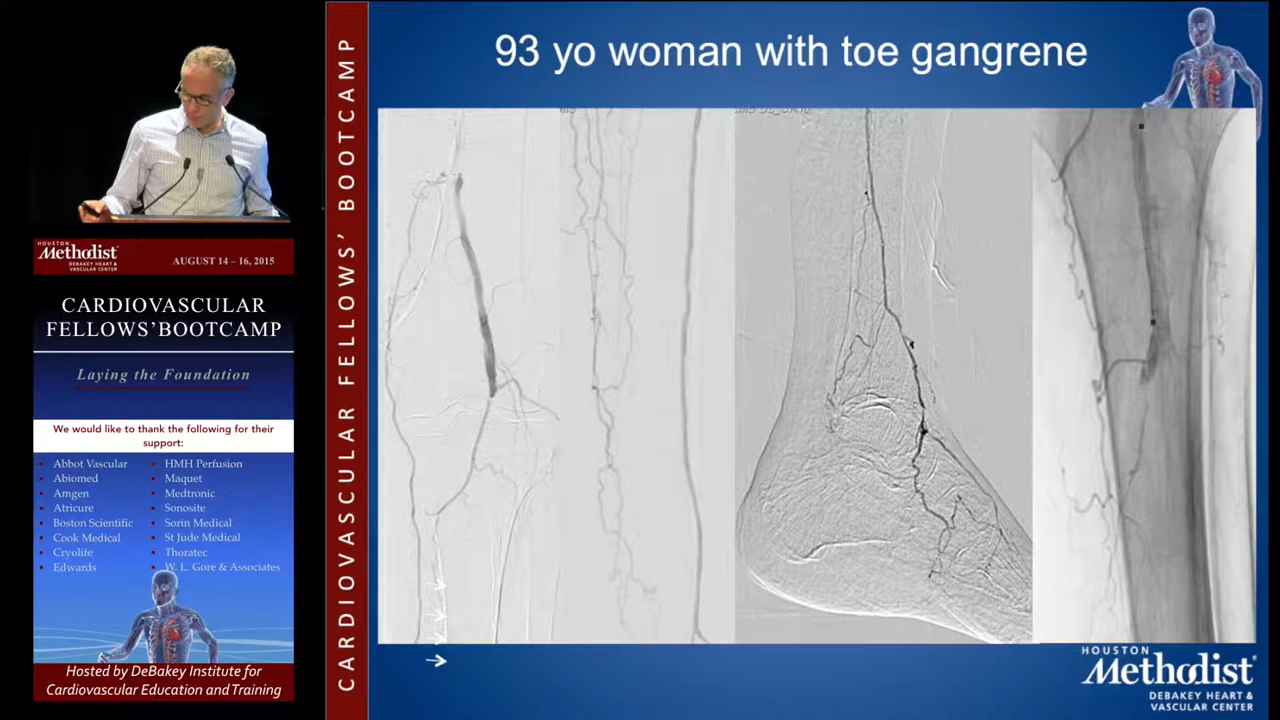 93 yo woman with toe gangrene
HOUSTON
Methodist
DEBAKEY HEART &
VASCULAR CENTER
AUGUST 14 – 16, 2015
CARDIOVASCULAR
FELLOWS'BOOTCAMP
Laying the Foundation
We would like to thank the following for their
support:
Abbot Vascular
Abiomed
Amgen
Atricure
Boston Scientific
Cook Medical
Cryolife
Edwards
HMH Perfusion
Maquet
Medtronic
Sonosite
Sorin Medical
St Jude Medical
Thoratec
W. L. Gore & Associates
Hosted by DeBakey Institute for
Cardiovascular Education and Training
CARDIOVASCULAR FELLOWS' BOOTCAMP
HOUSTON
Methodist
DEBAKEY HEART &
VASCULAR CENTER